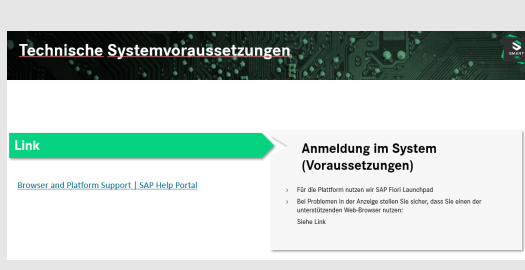 Technische Systemvoraussetzungen
SMART
Link
Browser and Platform Support | SAP Help Portal
Anmeldung im System
(Voraussetzungen)
› Für die Plattform nutzen wir SAP Fiori Launchpad
› Bei Problemen in der Anzeige stellen Sie sicher, dass Sie einen der
unterstützenden Web-Browser nutzen:
Siehe Link